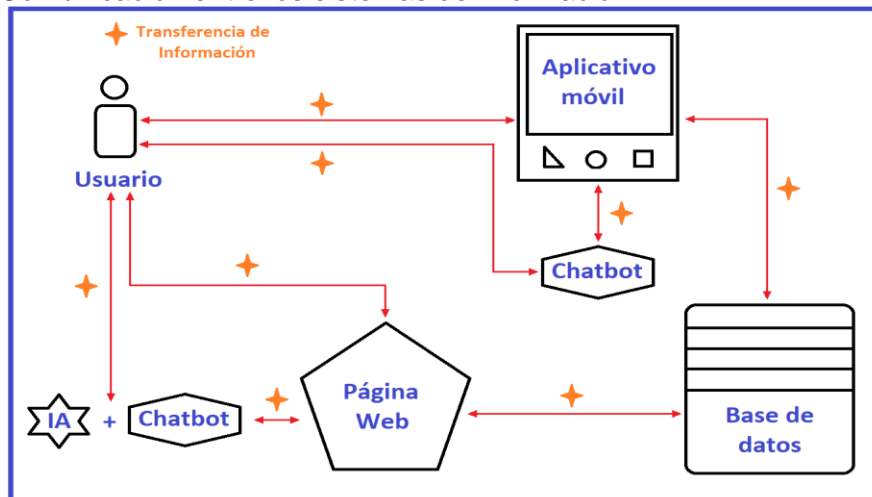 Transferencia de
Información
Aplicativo
móvil
Usuario
Chatbot
Página
Web
IA + Chatbot
Base de
datos